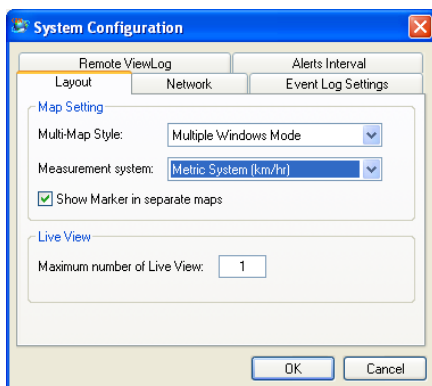 System Configuration
Remote ViewLog Alerts Interval
Layout Network Event Log Settings
Map Setting
Multi-Map Style: Multiple Windows Mode
Measurement system: Metric System (km/hr)
Show Marker in separate maps
Live View
Maximum number of Live View: 1
OK Cancel